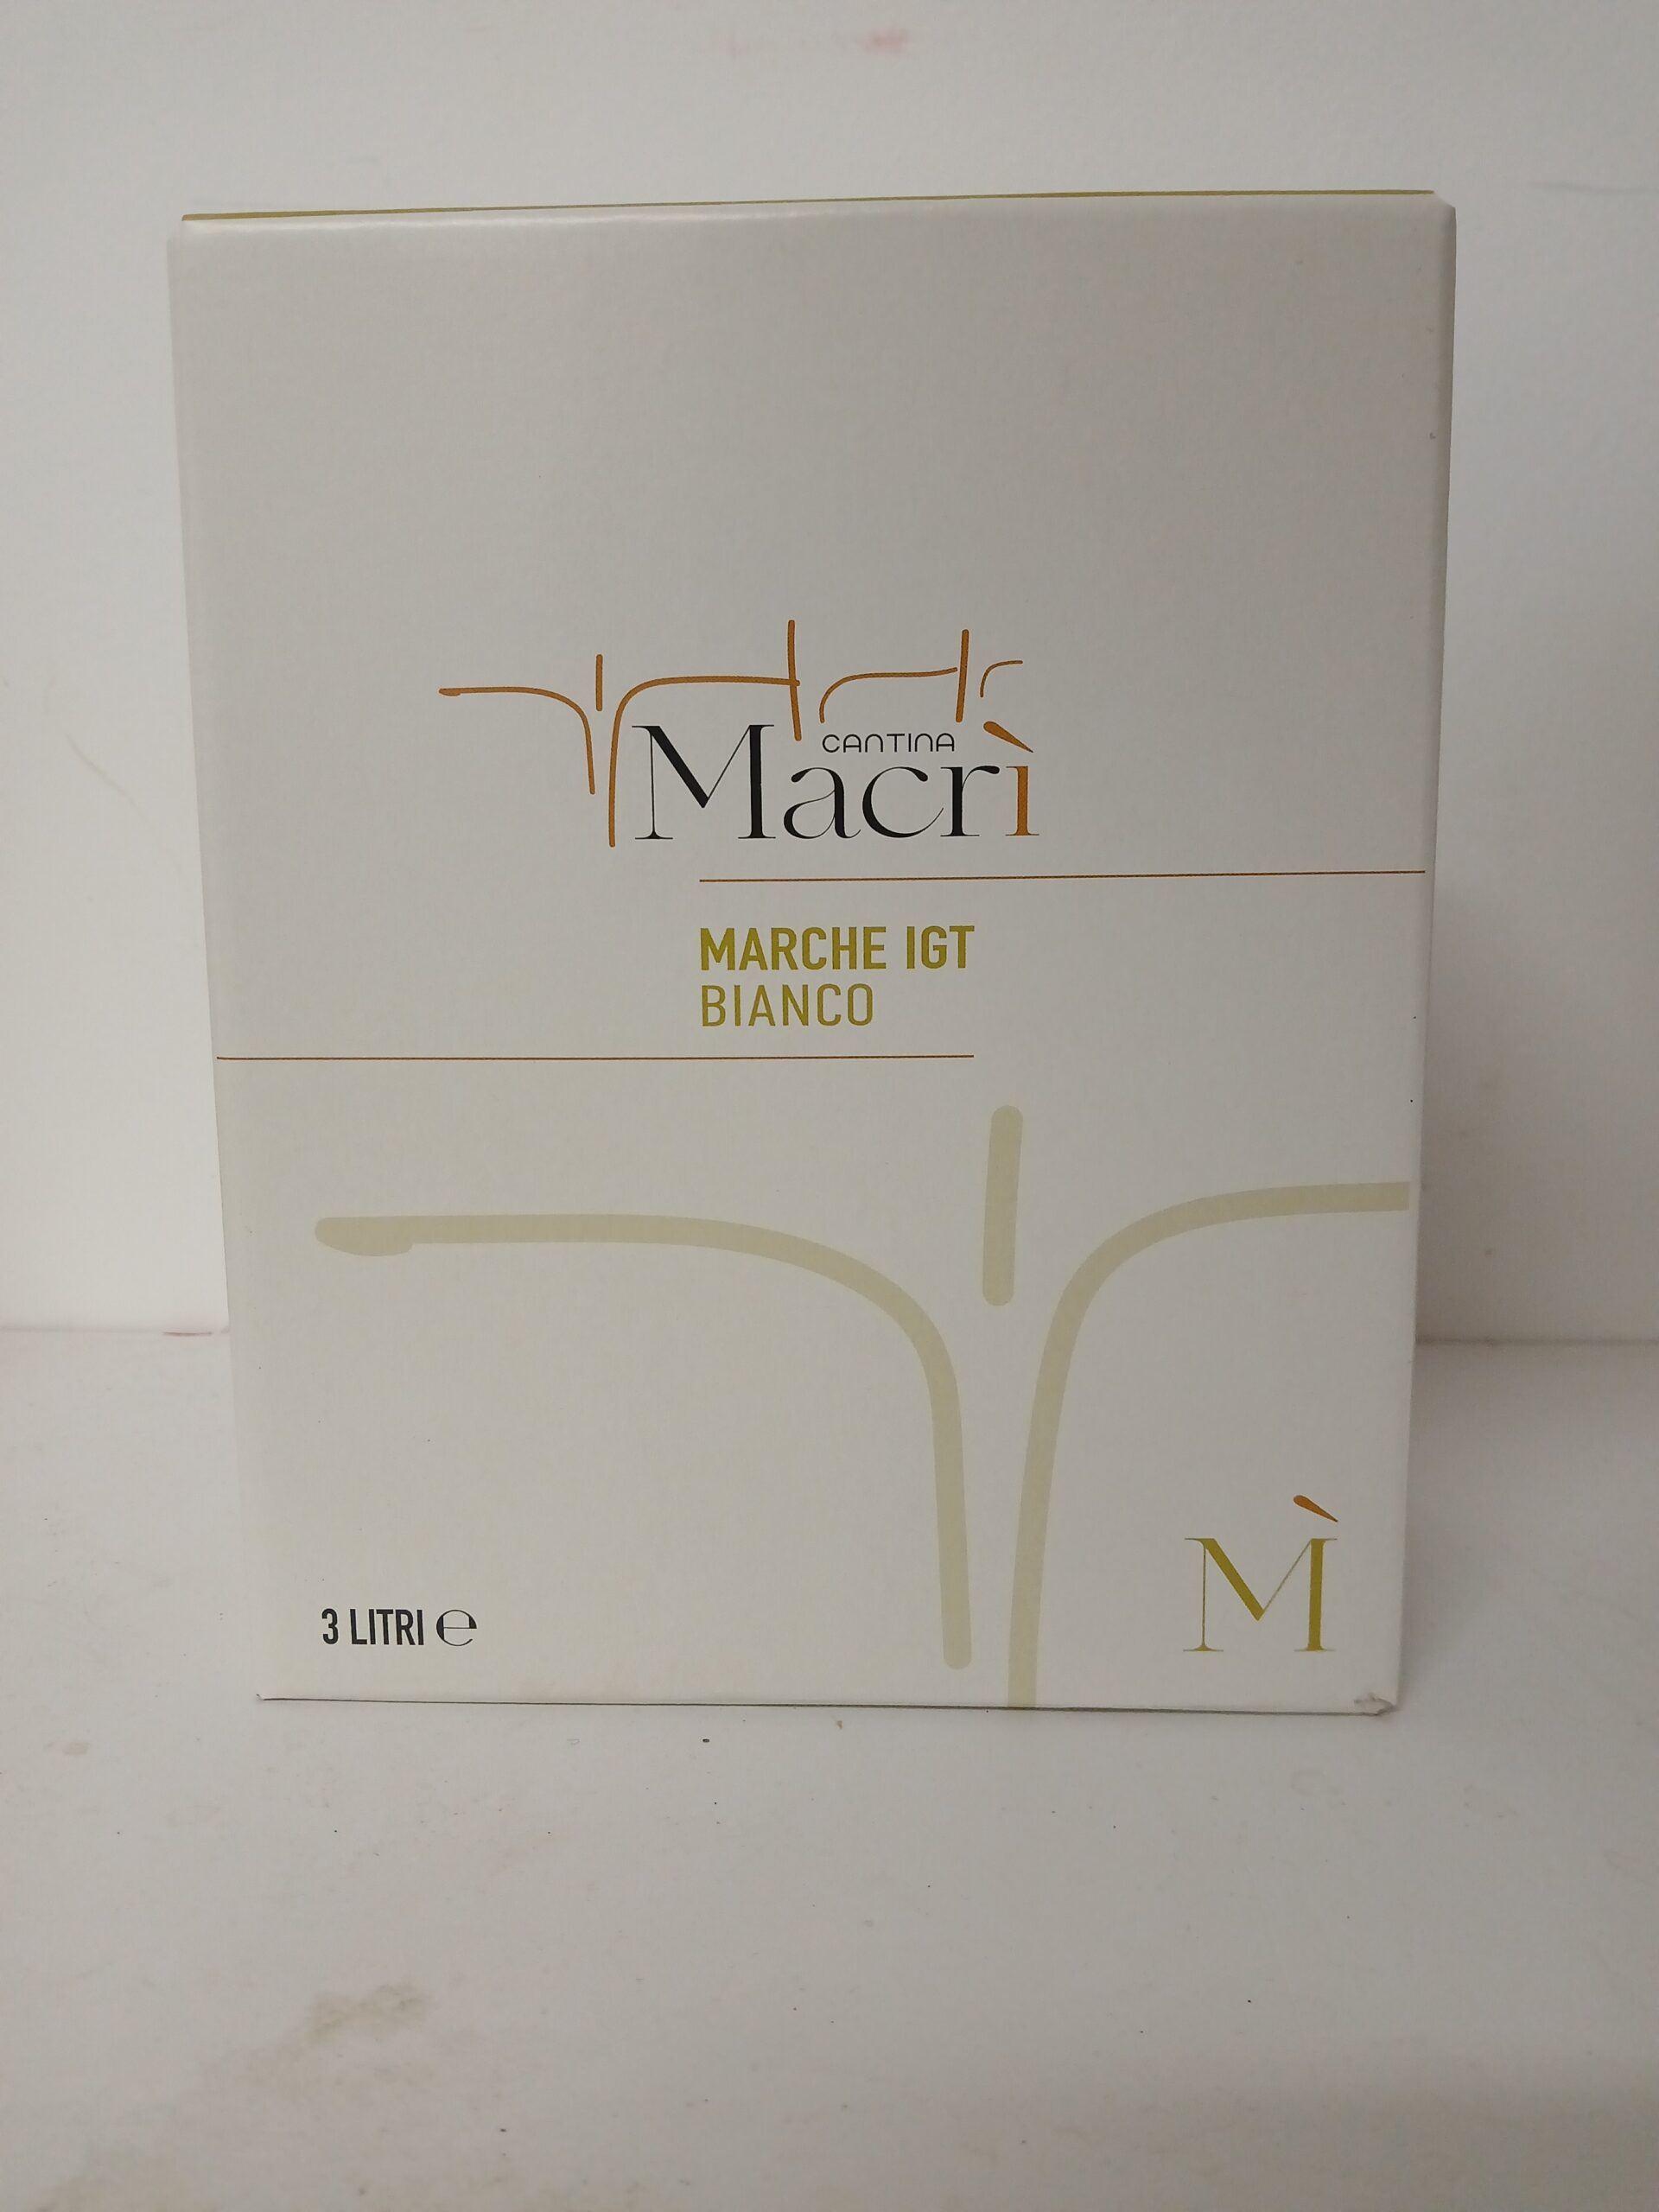 CANTINA
Macrì
MARCHE IGT
BIANCO
3 LITRI ℮
M̀